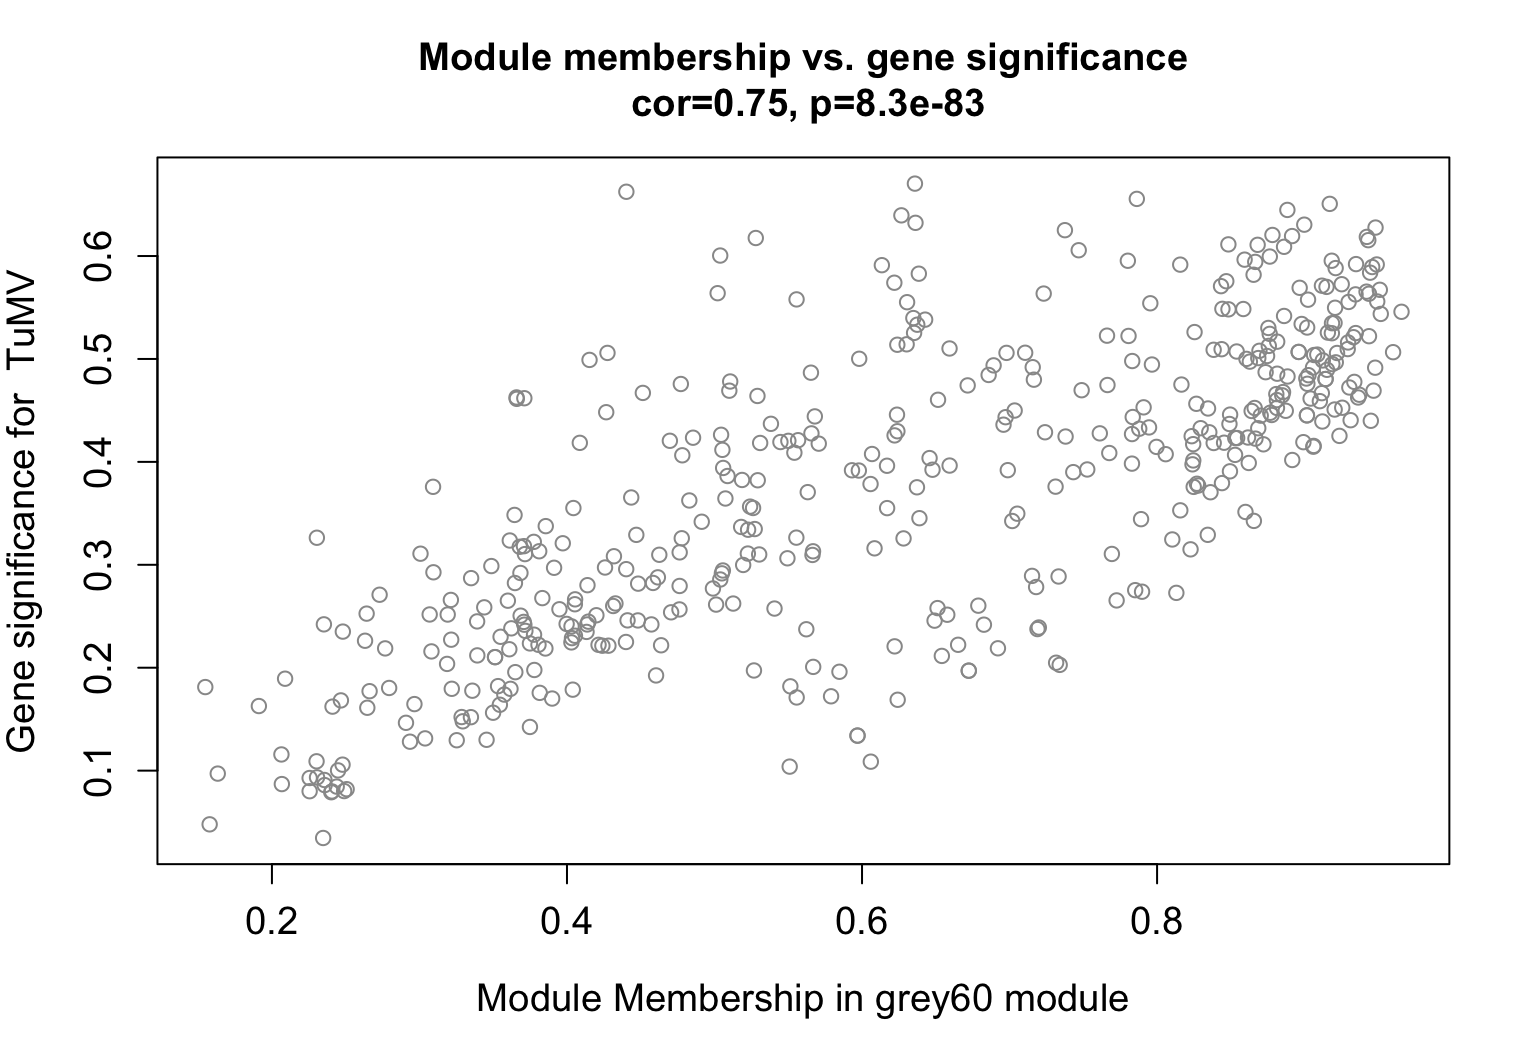 Module membership vs. gene significance
cor=0.75, p=8.3e-83
Gene significance for  TuMV
0.6
0.5
0.4
0.3
0.2
0.1
0.2 0.4 0.6 0.8
Module Membership in grey60 module